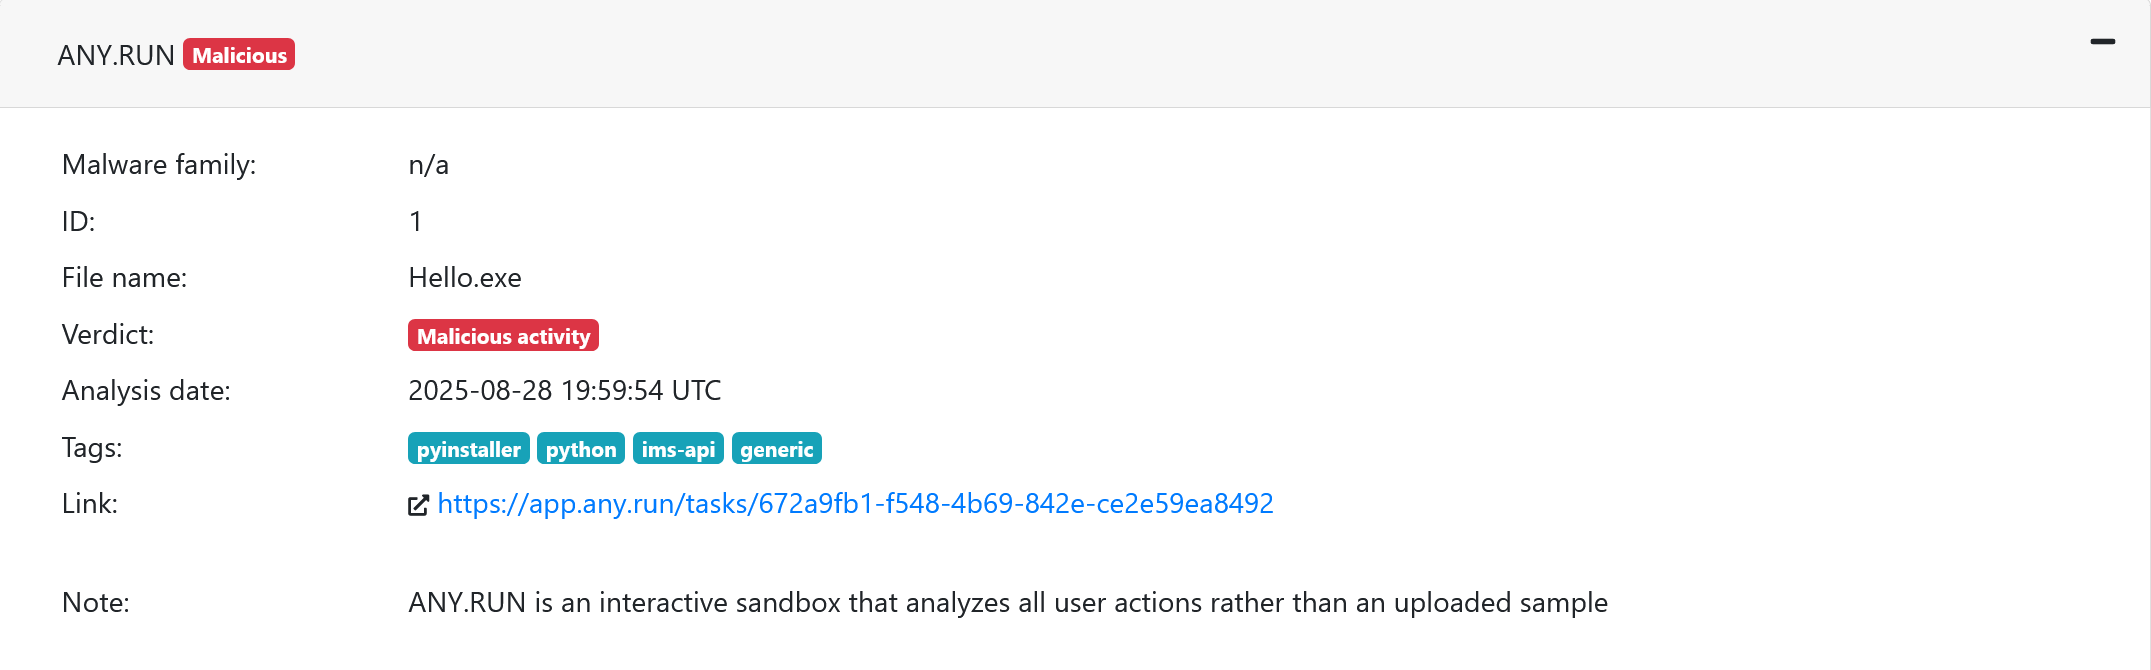 ANY.RUN Malicious
Malware family: n/a
ID: 1
File name: Hello.exe
Verdict: Malicious activity
Analysis date: 2025-08-28 19:59:54 UTC
Tags: pyinstaller python ims-api generic
Link: https://app.any.run/tasks/672a9fb1-f548-4b69-842e-ce2e59ea8492
Note: ANY.RUN is an interactive sandbox that analyzes all user actions rather than an uploaded sample